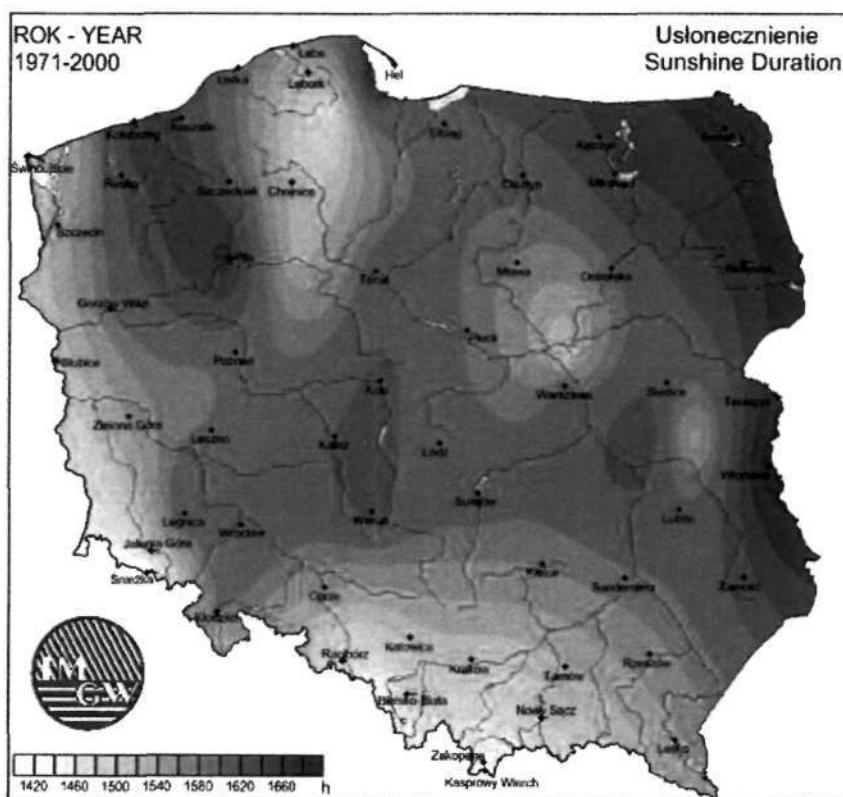 ROK - YEAR
1971-2000
Usłonecznienie
Sunshine Duration
Łeba
Hel
Ustka
Lębork
Kołobrzeg
Koszalin
Elbląg
Suwałki
Kętrzyn
Świnoujście
Resko
Szczecinek
Chojnice
Olsztyn
Mikołajki
Szczecin
Piła
Mława
Ostrołęka
Białystok
Toruń
Gorzów Wlkp
Płock
Słubice
Poznań
Koło
Warszawa
Siedlce
Terespol
Zielona Góra
Leszno
Kalisz
Łódź
Włodawa
Legnica
Wrocław
Wieluń
Sulejów
Lublin
Jelenia Góra
Śnieżka
Kielce
Sandomierz
Zamość
Kłodzko
Opole
Katowice
Racibórz
Kraków
Tarnów
Rzeszów
Bielsko-Biała
Nowy Sącz
Lesko
Zakopane
Kasprowy Wierch
IM
GW
1420 1460 1500 1540 1580 1620 1660 h